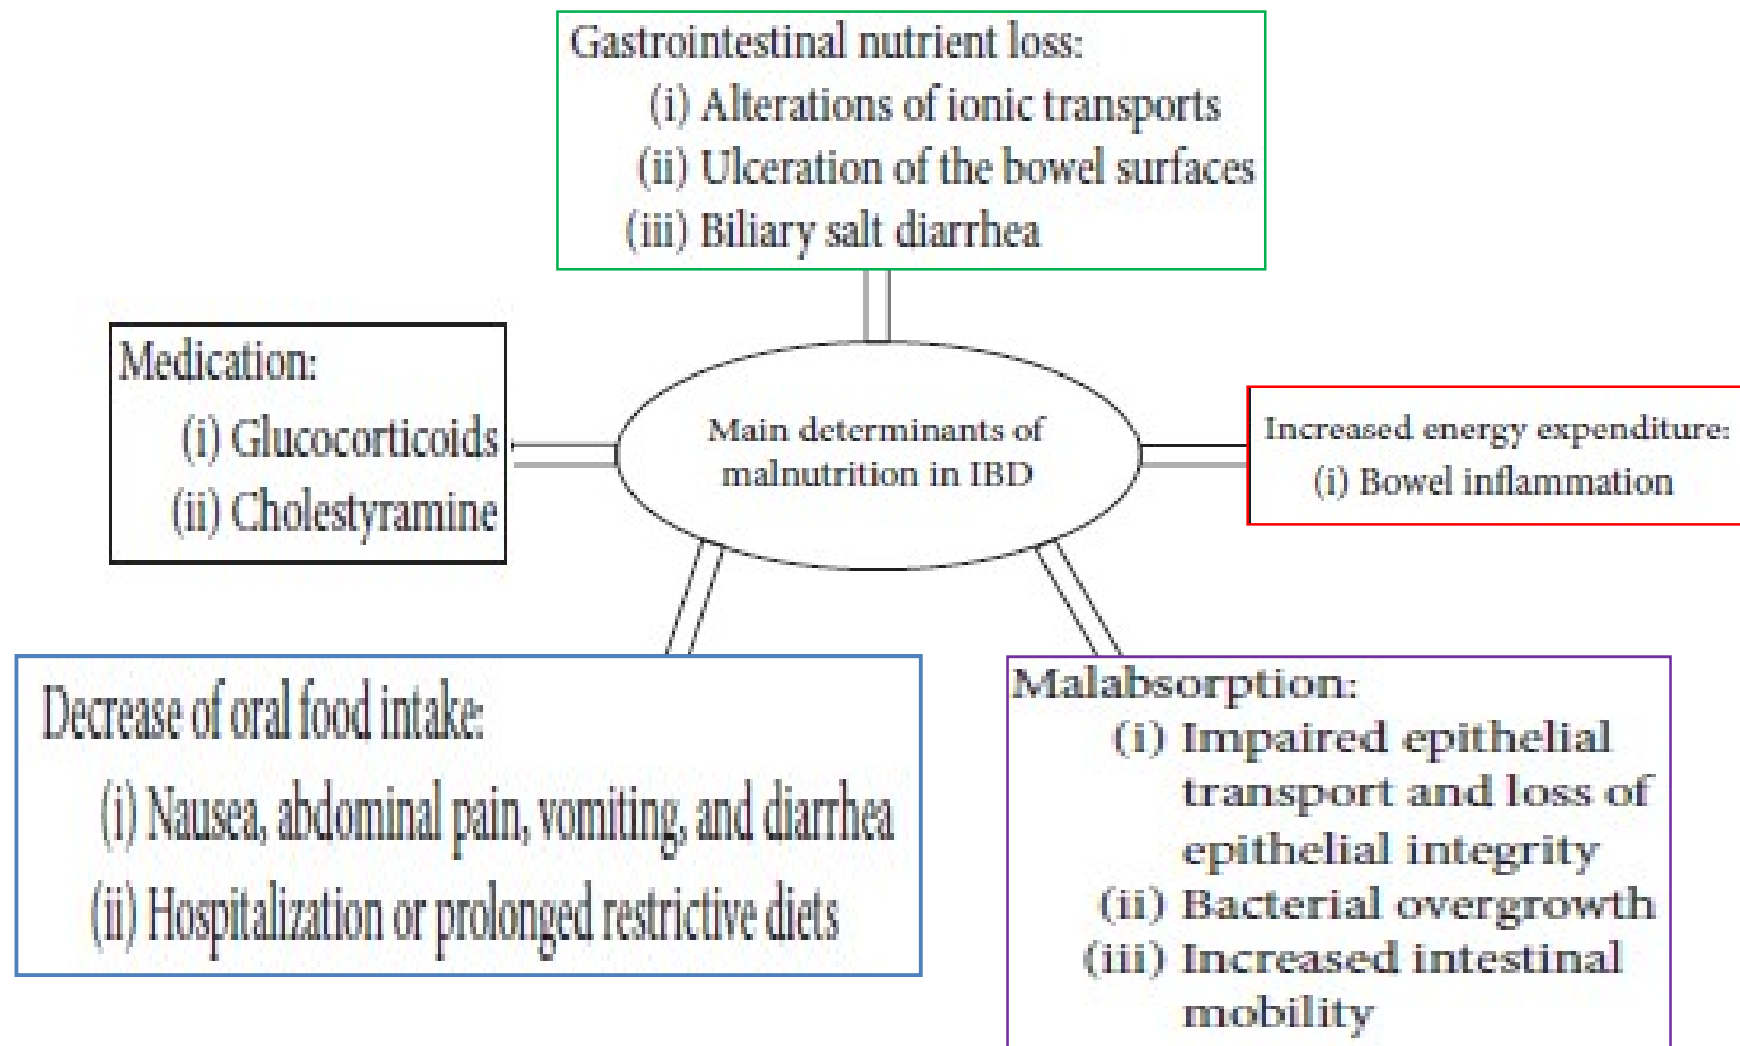 Gastrointestinal nutrient loss:
(i) Alterations of ionic transports
(ii) Ulceration of the bowel surfaces
(iii) Biliary salt diarrhea
Medication:
(i) Glucocorticoids
(ii) Cholestyramine
Main determinants of
malnutrition in IBD
Increased energy expenditure:
(i) Bowel inflammation
Decrease of oral food intake:
(i) Nausea, abdominal pain, vomiting, and diarrhea
(ii) Hospitalization or prolonged restrictive diets
Malabsorption:
(i) Impaired epithelial
transport and loss of
epithelial integrity
(ii) Bacterial overgrowth
(iii) Increased intestinal
mobility